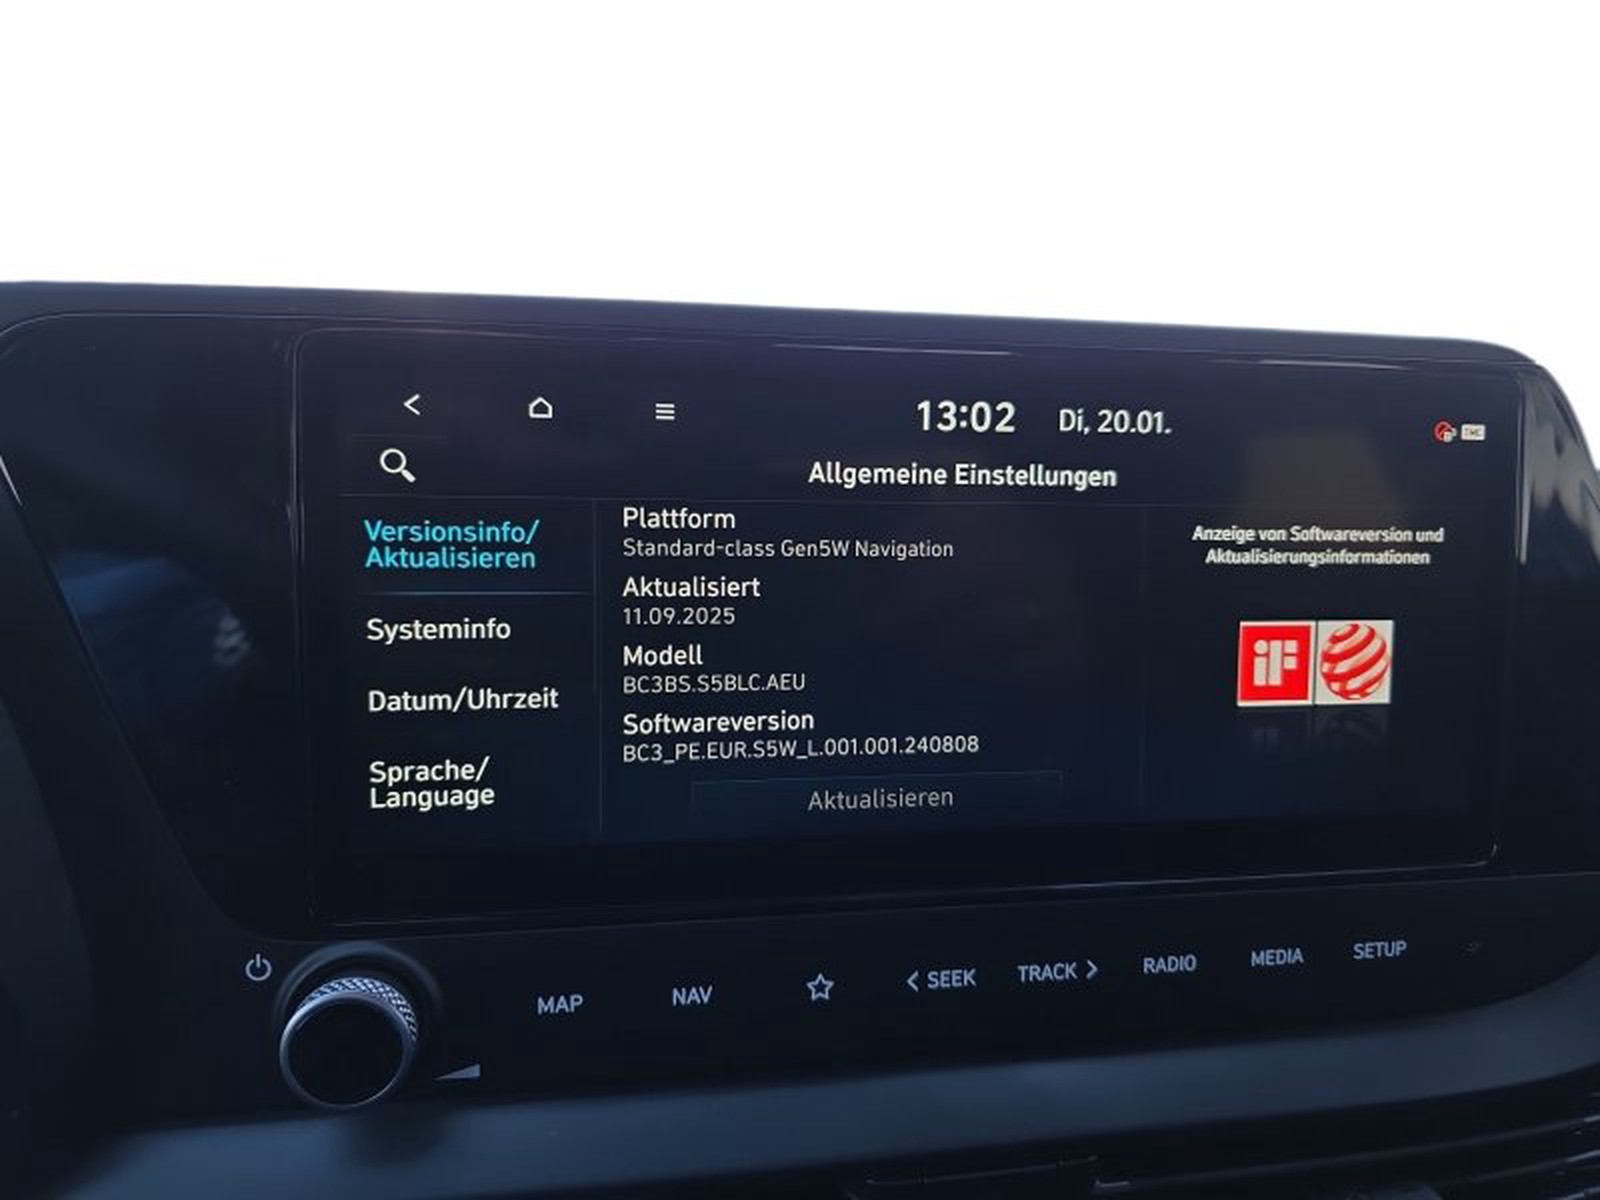 13:02 Di, 20.01.
TMC
Allgemeine Einstellungen
Versionsinfo/
Aktualisieren
Systeminfo
Datum/Uhrzeit
Sprache/
Language
Plattform
Standard-class Gen5W Navigation
Aktualisiert
11.09.2025
Modell
BC3BS.S5BLC.AEU
Softwareversion
BC3_PE.EUR.S5W_L.001.001.240808
Aktualisieren
Anzeige von Softwareversion und
Aktualisierungsinformationen
iF
MAP NAV < SEEK TRACK > RADIO MEDIA SETUP